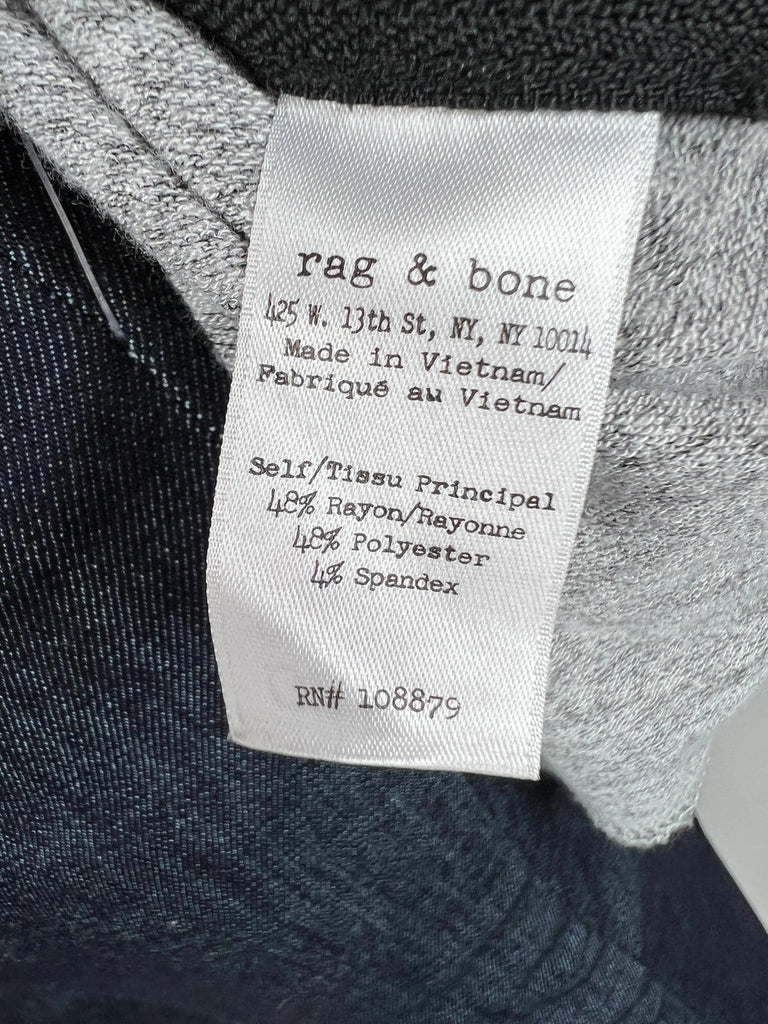 rag & bone
425 W. 13th St, NY, NY 10014
Made in Vietnam/
Fabriqué au Vietnam
Self/Tissu Principal
48% Rayon/Rayonne
48% Polyester
4% Spandex
RN# 108879